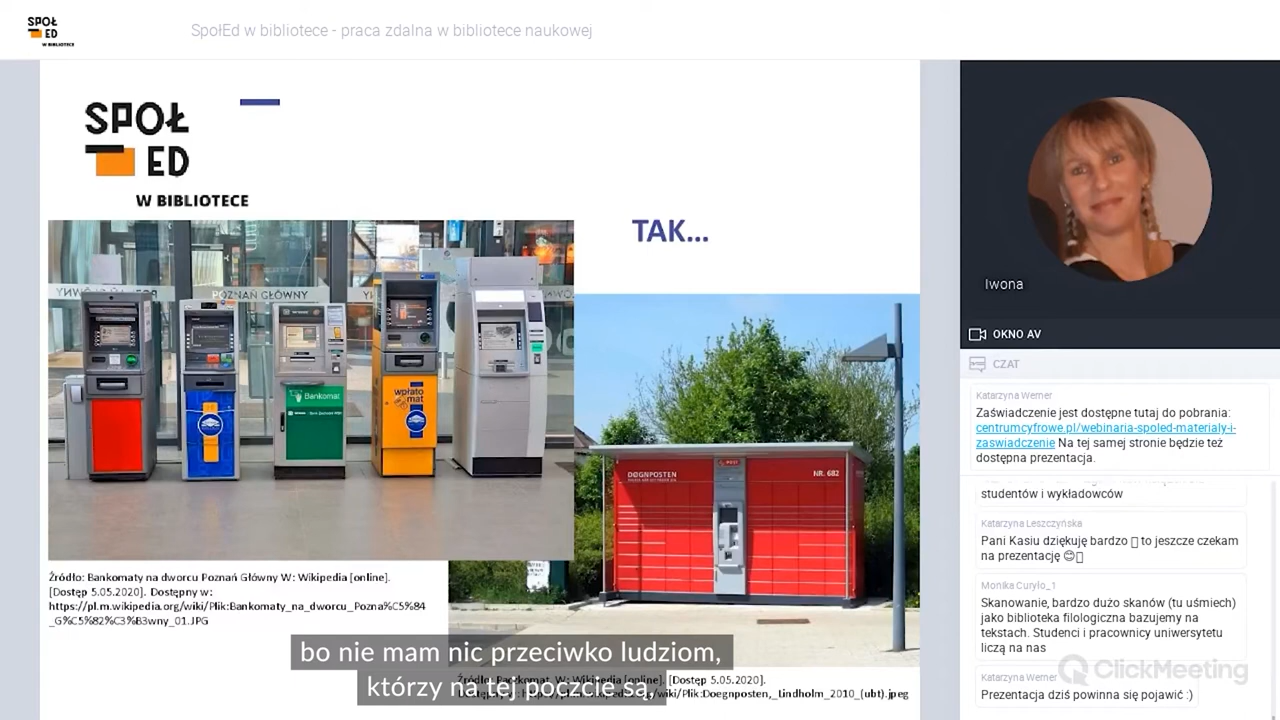 SPOŁ
ED
W BIBLIOTECE
SpołEd w bibliotece - praca zdalna w bibliotece naukowej
SPOŁ
ED
W BIBLIOTECE
TAK...
POZNAŃ GŁÓWNY
Bankomat
wpłato
mat
DØGNPOSTEN
POST
NR. 682
Źródło: Bankomaty na dworcu Poznań Główny W: Wikipedia [online].
[Dostęp 5.05.2020]. Dostępny w:
https://pl.m.wikipedia.org/wiki/Plik:Bankomaty_na_dworcu_Pozna%C5%84
_G%C5%82%C3%B3wny_01.JPG
[Dostęp 5.05.2020].
/wiki/Plik:Doegnposten,_Lindholm_2010_(ubt).jpeg
bo nie mam nic przeciwko ludziom,
którzy na tej poczcie są,
Iwona
OKNO AV
CZAT
Katarzyna Werner
Zaświadczenie jest dostępne tutaj do pobrania:
centrumcyfrowe.pl/webinaria-spoled-materialy-i-
zaswiadczenie Na tej samej stronie będzie też
dostępna prezentacja.
studentów i wykładowców
Katarzyna Leszczyńska
Pani Kasiu dziękuję bardzo to jeszcze czekam
na prezentację 😊
Monika Curyło_1
Skanowanie, bardzo dużo skanów (tu uśmiech)
jako biblioteka filologiczna bazujemy na
tekstach. Studenci i pracownicy uniwersytetu
liczą na nas
Katarzyna Werner
Prezentacja dziś powinna się pojawić :)
ClickMeeting